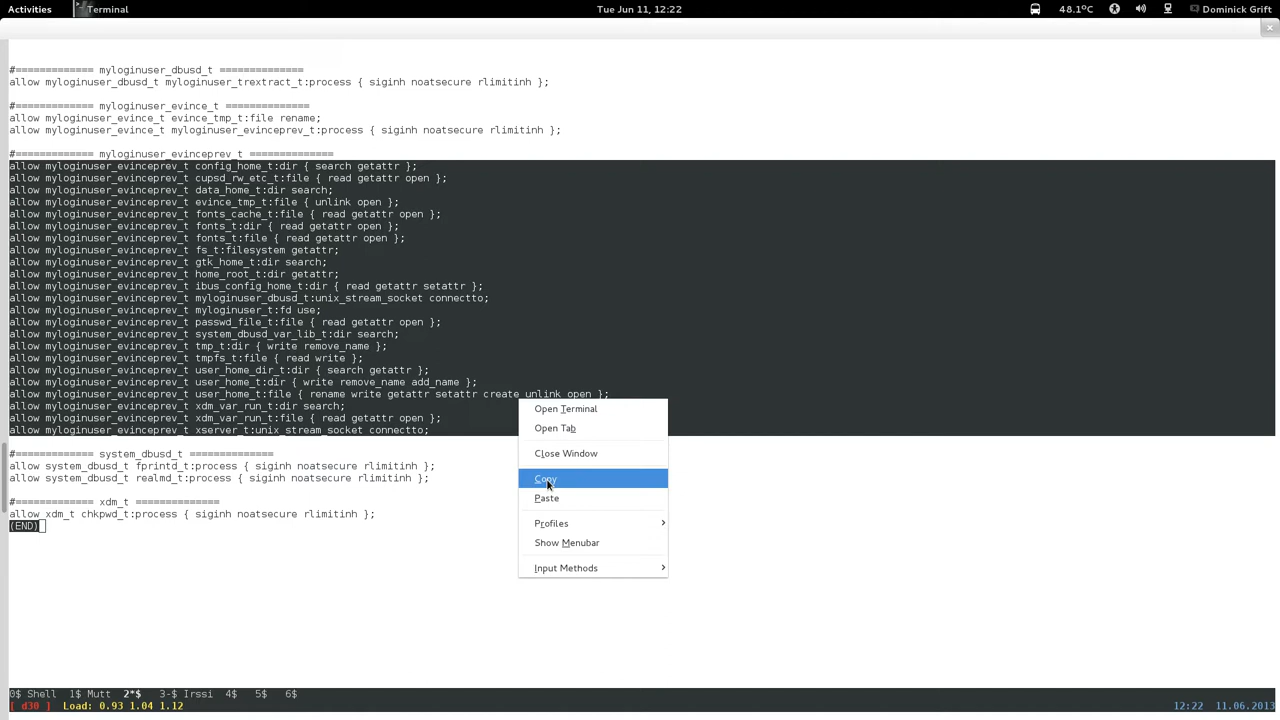 Activities Terminal Tue Jun 11, 12:22 48.1°C Dominick Grift
#============= myloginuser_dbusd_t ==============
allow myloginuser_dbusd_t myloginuser_trextract_t:process { siginh noatsecure rlimitinh };
#============= myloginuser_evince_t ==============
allow myloginuser_evince_t evince_tmp_t:file rename;
allow myloginuser_evince_t myloginuser_evinceprev_t:process { siginh noatsecure rlimitinh };
#============= myloginuser_evinceprev_t ==============
allow myloginuser_evinceprev_t config_home_t:dir { search getattr };
allow myloginuser_evinceprev_t cupsd_rw_etc_t:file { read getattr open };
allow myloginuser_evinceprev_t data_home_t:dir search;
allow myloginuser_evinceprev_t evince_tmp_t:file { unlink open };
allow myloginuser_evinceprev_t fonts_cache_t:file { read getattr open };
allow myloginuser_evinceprev_t fonts_t:dir { read getattr open };
allow myloginuser_evinceprev_t fonts_t:file { read getattr open };
allow myloginuser_evinceprev_t fs_t:filesystem getattr;
allow myloginuser_evinceprev_t gtk_home_t:dir search;
allow myloginuser_evinceprev_t home_root_t:dir getattr;
allow myloginuser_evinceprev_t ibus_config_home_t:dir { read getattr setattr };
allow myloginuser_evinceprev_t myloginuser_dbusd_t:unix_stream_socket connectto;
allow myloginuser_evinceprev_t myloginuser_t:fd use;
allow myloginuser_evinceprev_t passwd_file_t:file { read getattr open };
allow myloginuser_evinceprev_t system_dbusd_var_lib_t:dir search;
allow myloginuser_evinceprev_t tmp_t:dir { write remove_name };
allow myloginuser_evinceprev_t tmpfs_t:file { read write };
allow myloginuser_evinceprev_t user_home_dir_t:dir { search getattr };
allow myloginuser_evinceprev_t user_home_t:dir { write remove_name add_name };
allow myloginuser_evinceprev_t user_home_t:file { rename write getattr setattr create unlink open };
allow myloginuser_evinceprev_t xdm_var_run_t:dir search;
allow myloginuser_evinceprev_t xdm_var_run_t:file { read getattr open };
allow myloginuser_evinceprev_t xserver_t:unix_stream_socket connectto;
#============= system_dbusd_t ==============
allow system_dbusd_t fprintd_t:process { siginh noatsecure rlimitinh };
allow system_dbusd_t realmd_t:process { siginh noatsecure rlimitinh };
#============= xdm_t ==============
allow xdm_t chkpwd_t:process { siginh noatsecure rlimitinh };
(END)
Open Terminal
Open Tab
Close Window
Copy
Paste
Profiles
Show Menubar
Input Methods
0$ Shell 1$ Mutt 2*$ 3-$ Irssi 4$ 5$ 6$
[ d30 ] Load: 0.93 1.04 1.12 12:22 11.06.2013